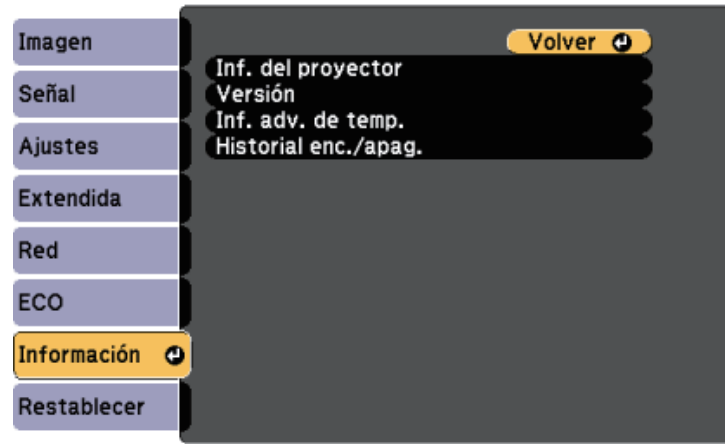 Imagen
Señal
Ajustes
Extendida
Red
ECO
Información
Restablecer
Volver
Inf. del proyector
Versión
Inf. adv. de temp.
Historial enc./apag.